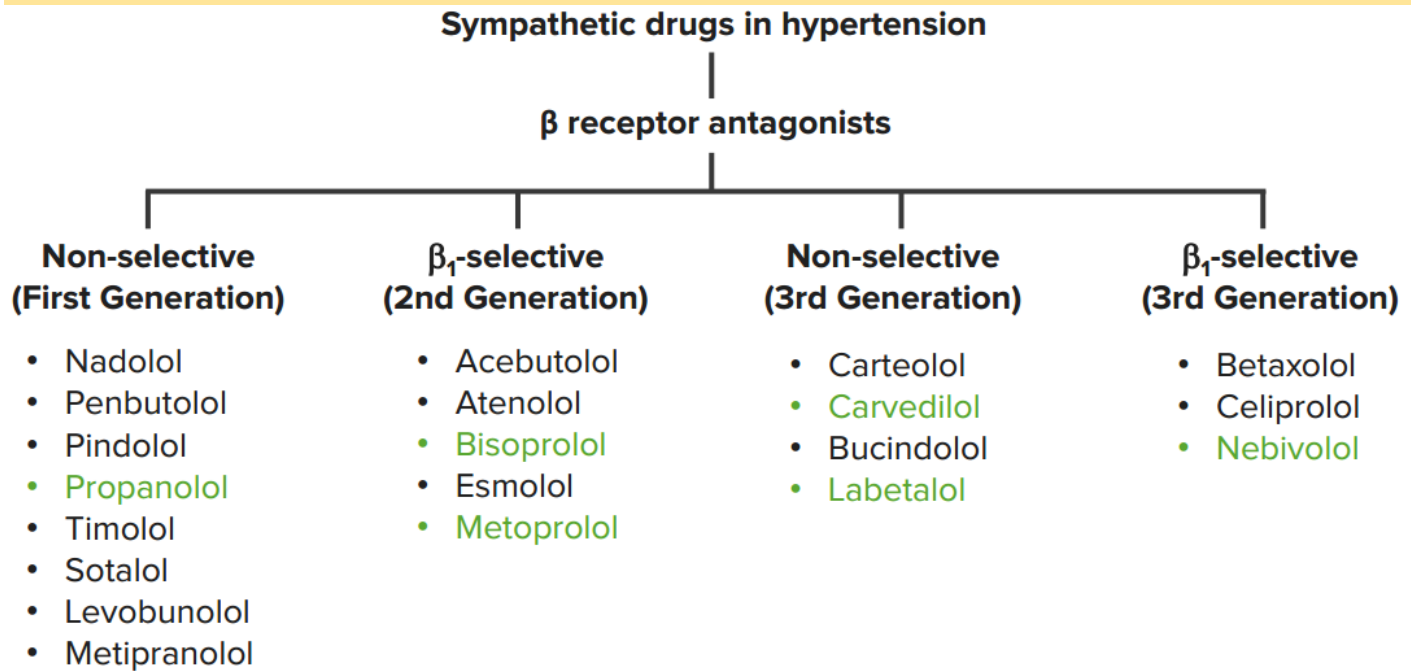 Sympathetic drugs in hypertension
β receptor antagonists
Non-selective
(First Generation)
• Nadolol
• Penbutolol
• Pindolol
• Propanolol
• Timolol
• Sotalol
• Levobunolol
• Metipranolol
β₁-selective
(2nd Generation)
• Acebutolol
• Atenolol
• Bisoprolol
• Esmolol
• Metoprolol
Non-selective
(3rd Generation)
• Carteolol
• Carvedilol
• Bucindolol
• Labetalol
β₁-selective
(3rd Generation)
• Betaxolol
• Celiprolol
• Nebivolol